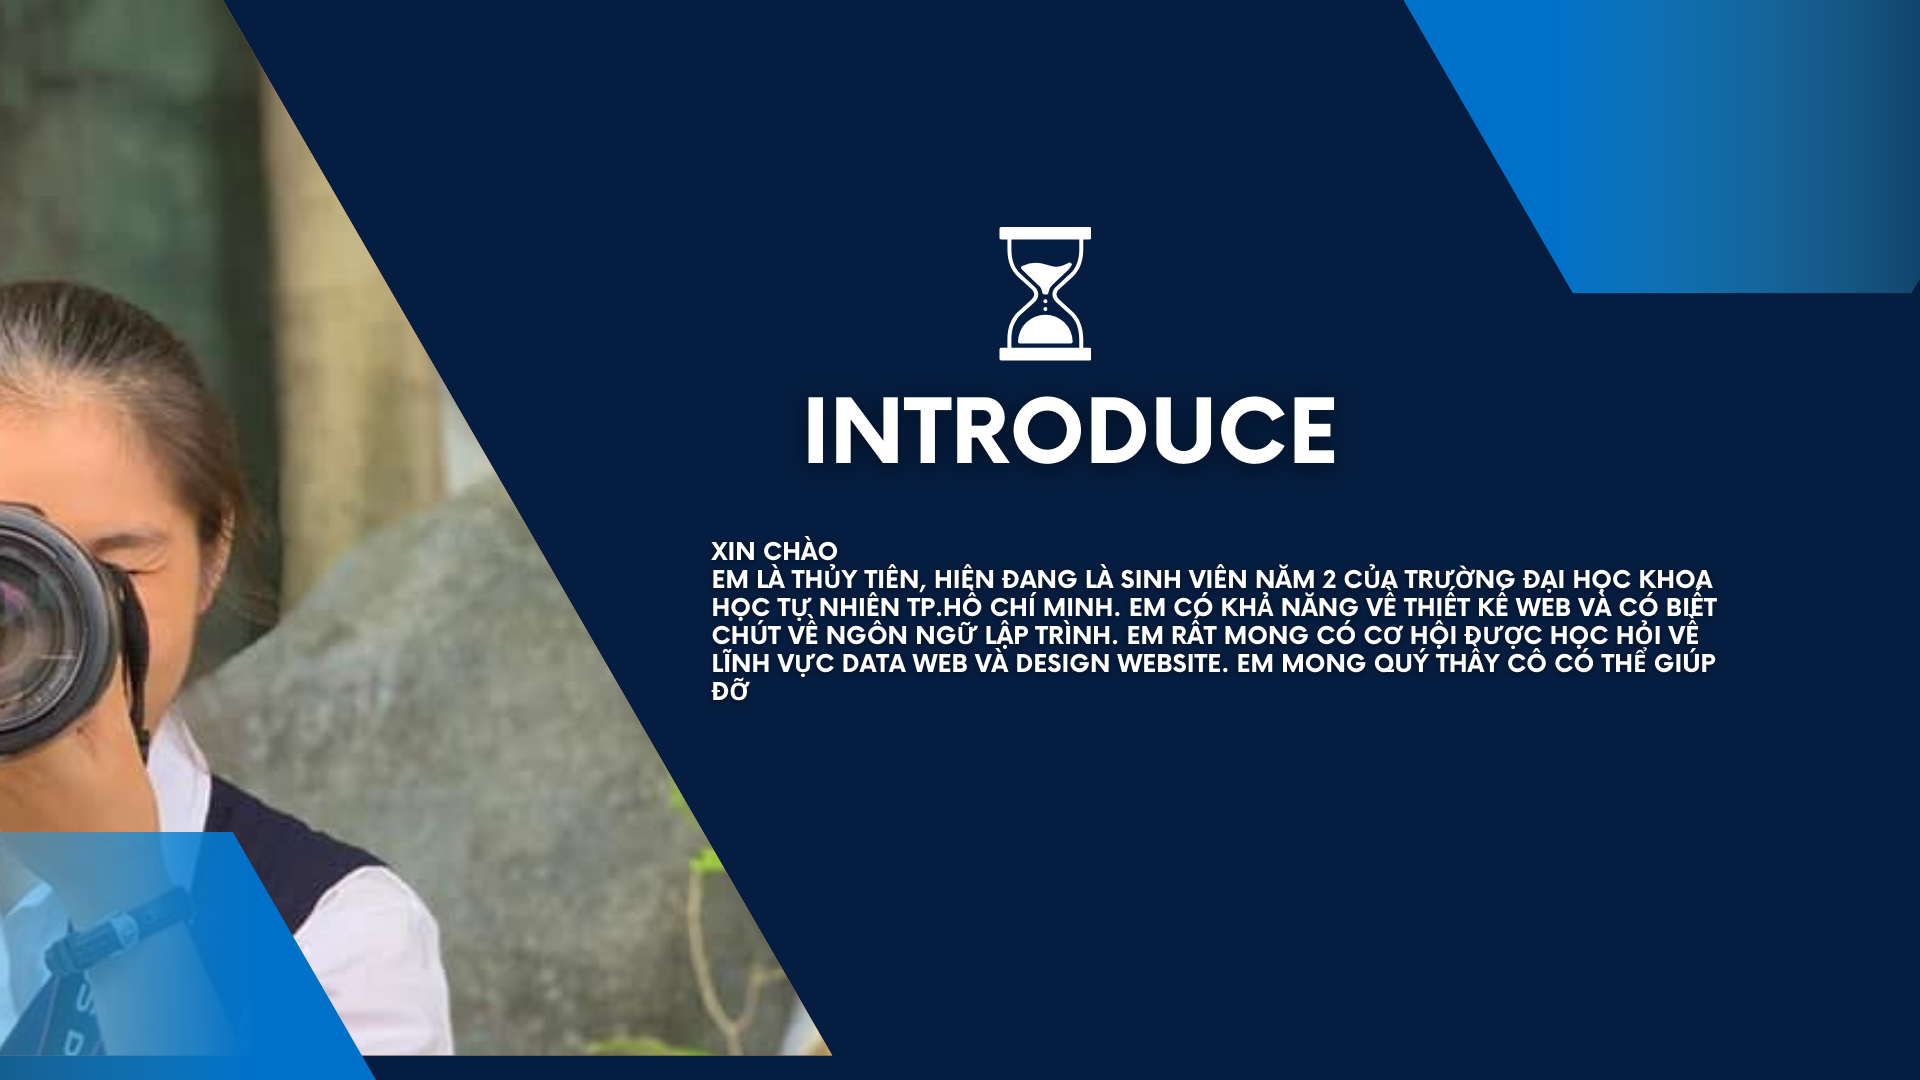 INTRODUCE
XIN CHÀO
EM LÀ THỦY TIÊN, HIỆN ĐANG LÀ SINH VIÊN NĂM 2 CỦA TRƯỜNG ĐẠI HỌC KHOA
HỌC TỰ NHIÊN TP.HỒ CHÍ MINH. EM CÓ KHẢ NĂNG VỀ THIẾT KẾ WEB VÀ CÓ BIẾT
CHÚT VỀ NGÔN NGỮ LẬP TRÌNH. EM RẤT MONG CÓ CƠ HỘI ĐƯỢC HỌC HỎI VỀ
LĨNH VỰC DATA WEB VÀ DESIGN WEBSITE. EM MONG QUÝ THẦY CÔ CÓ THỂ GIÚP
ĐỠ